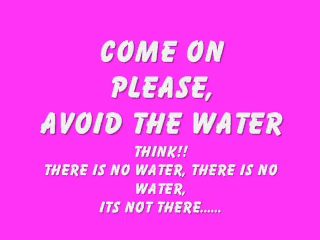 COME ON
PLEASE,
AVOID THE WATER
THINK!!
THERE IS NO WATER, THERE IS NO
WATER,
ITS NOT THERE......